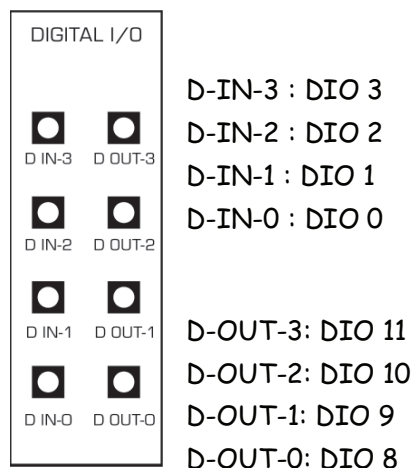 DIGITAL I/O
D IN-3 D OUT-3
D IN-2 D OUT-2
D IN-1 D OUT-1
D IN-0 D OUT-0
D-IN-3 : DIO 3
D-IN-2 : DIO 2
D-IN-1 : DIO 1
D-IN-0 : DIO 0
D-OUT-3: DIO 11
D-OUT-2: DIO 10
D-OUT-1: DIO 9
D-OUT-0: DIO 8